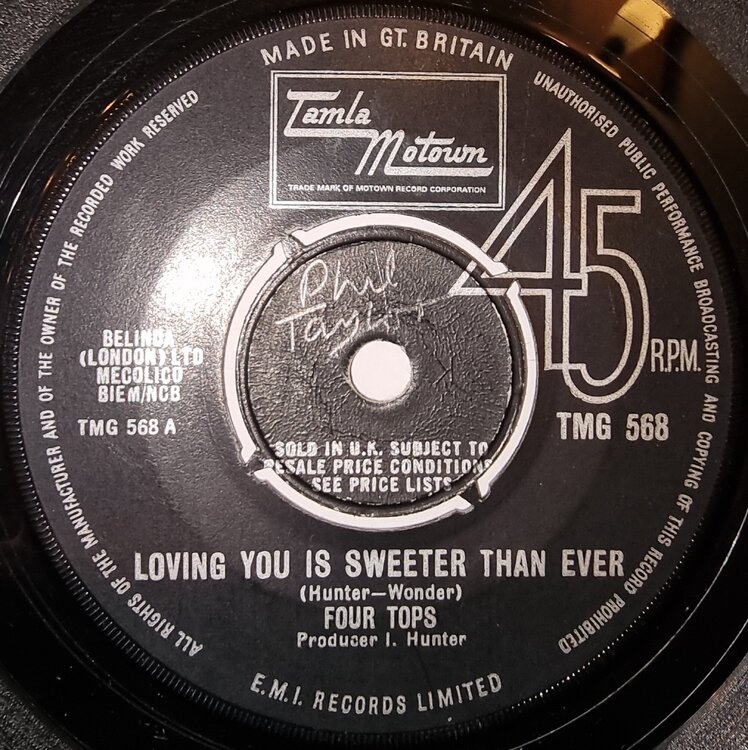 MADE IN GT. BRITAIN
UNAUTHORISED PUBLIC PERFORMANCE BROADCASTING AND COPYING OF THIS RECORD PROHIBITED
ALL RIGHTS OF THE MANUFACTURER AND OF THE OWNER OF THE RECORDED WORK RESERVED
Tamla
Motown
TRADE MARK OF MOTOWN RECORD CORPORATION
45
R.P.M.
Phil
Taylor
BELINDA
(LONDON) LTD
MECOLICO
BIEM/NCB
TMG 568 A
TMG 568
SOLD IN U.K. SUBJECT TO
RESALE PRICE CONDITIONS
SEE PRICE LISTS
LOVING YOU IS SWEETER THAN EVER
(Hunter—Wonder)
FOUR TOPS
Producer I. Hunter
E.M.I. RECORDS LIMITED